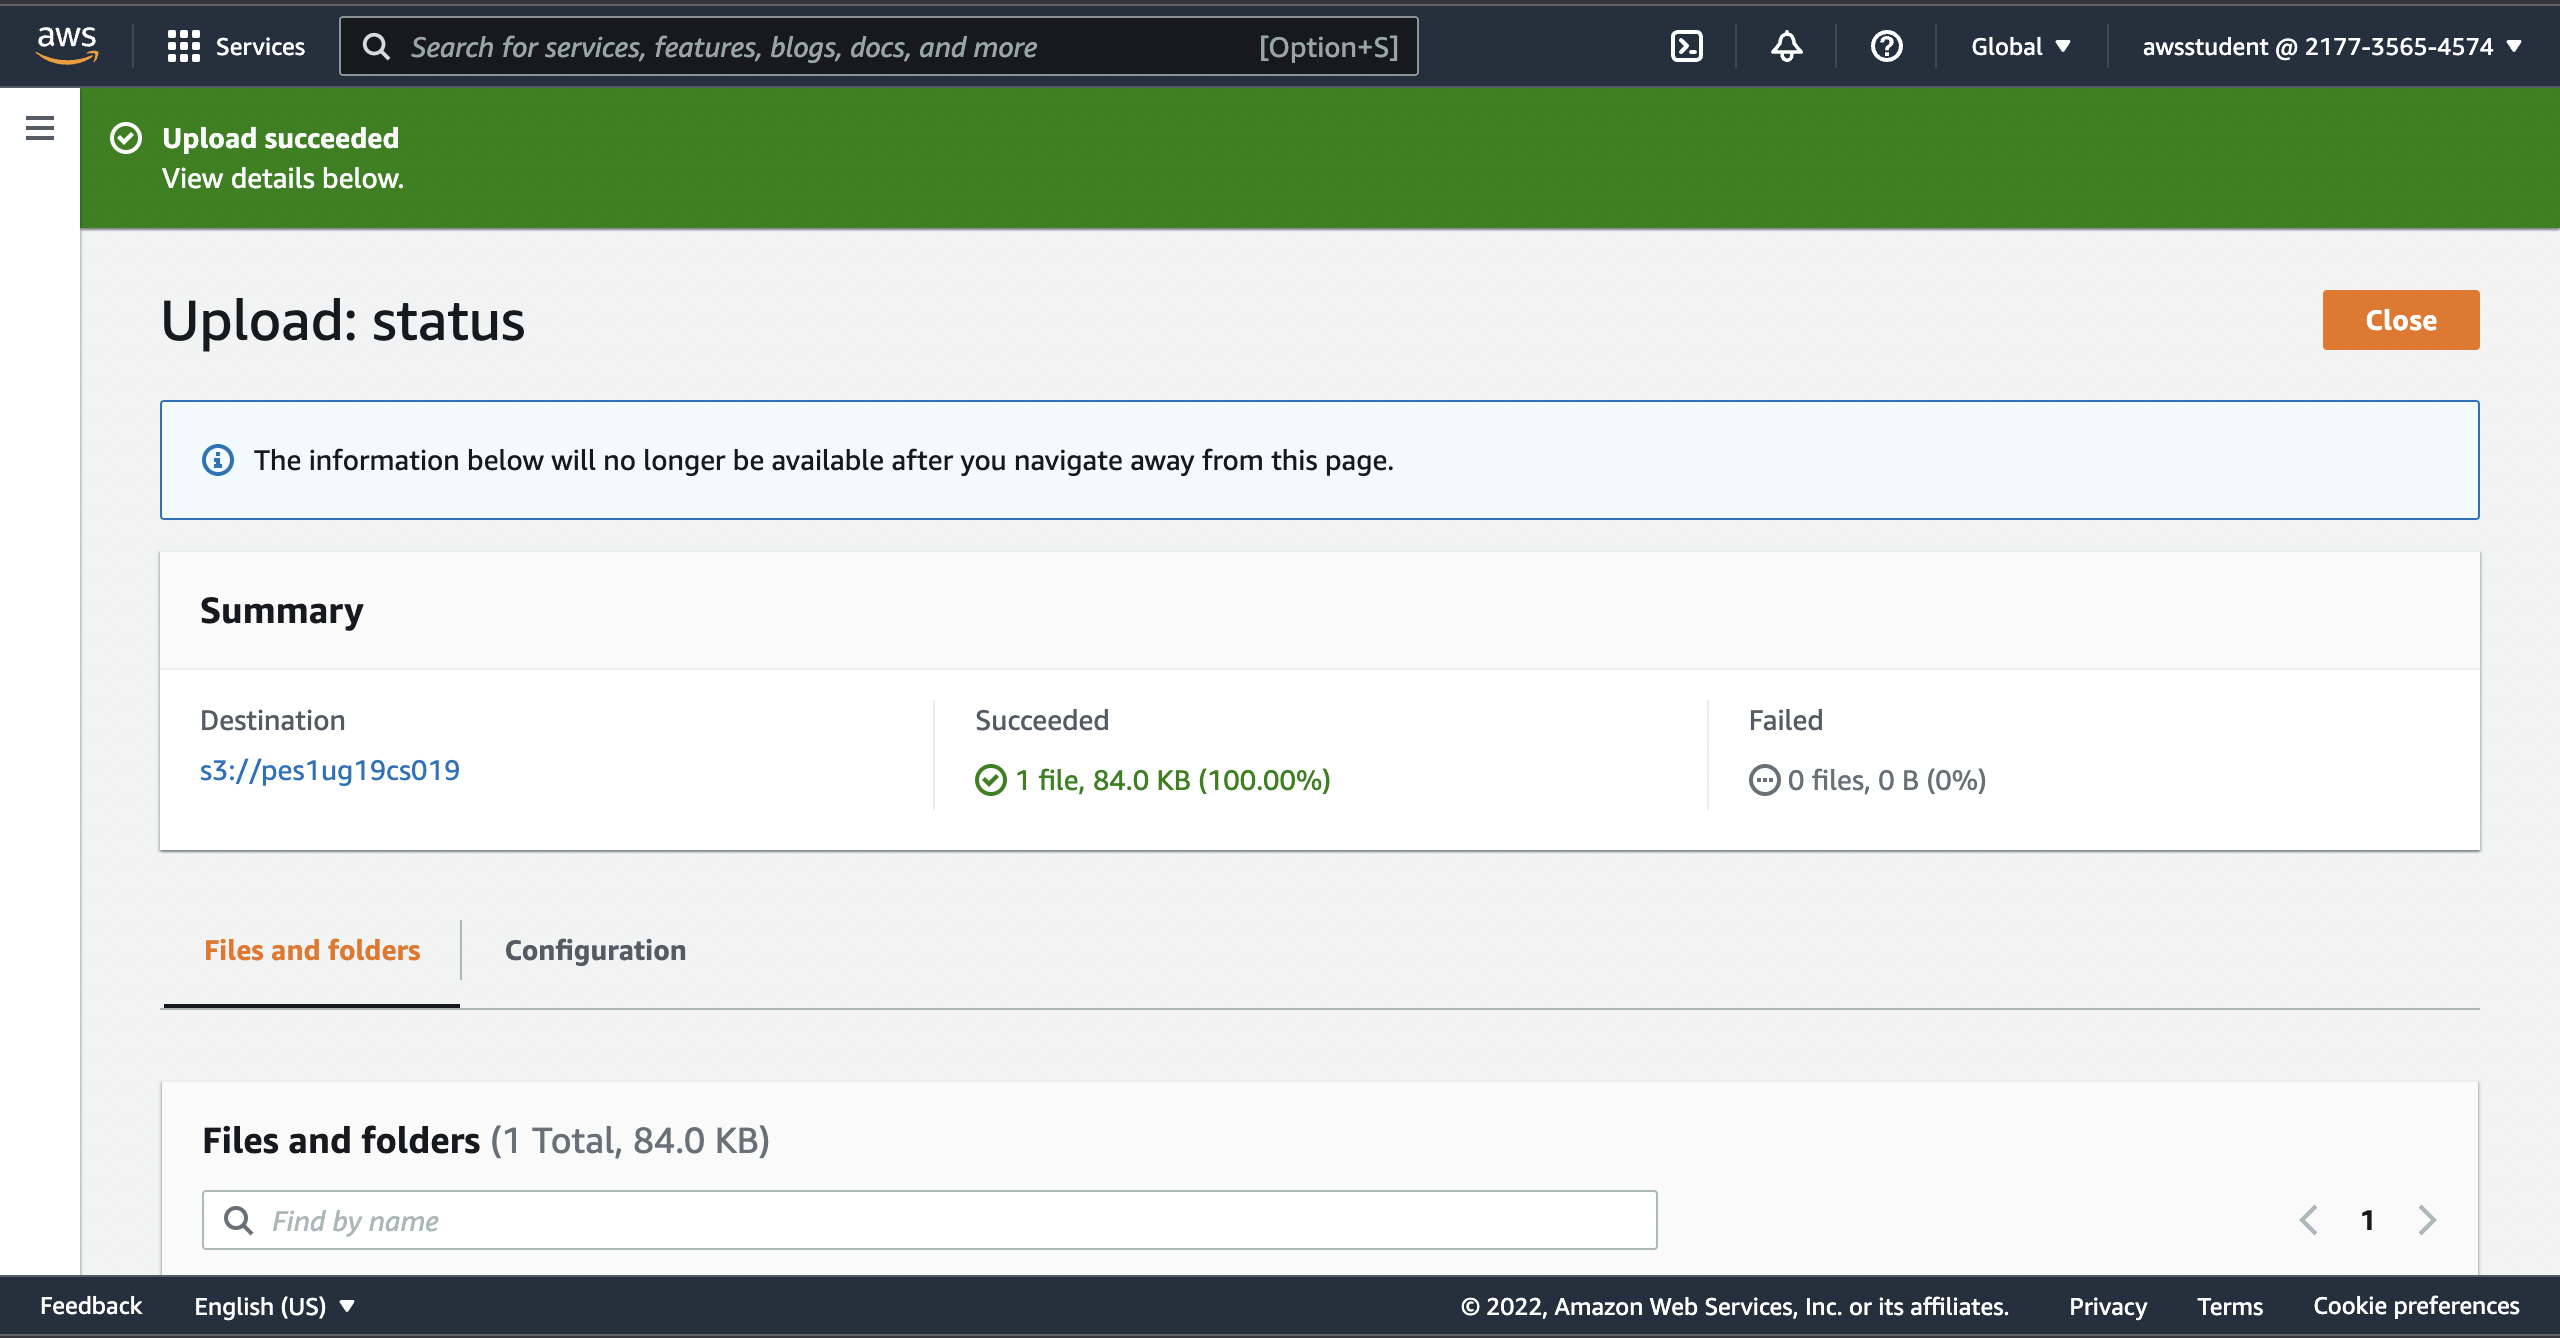 aws
Services
Search for services, features, blogs, docs, and more [Option+S]
Global
awsstudent @ 2177-3565-4574
Upload succeeded
View details below.
Upload: status
Close
The information below will no longer be available after you navigate away from this page.
Summary
Destination
s3://pes1ug19cs019
Succeeded
1 file, 84.0 KB (100.00%)
Failed
0 files, 0 B (0%)
Files and folders
Configuration
Files and folders (1 Total, 84.0 KB)
Find by name
1
Feedback
English (US)
© 2022, Amazon Web Services, Inc. or its affiliates.
Privacy
Terms
Cookie preferences